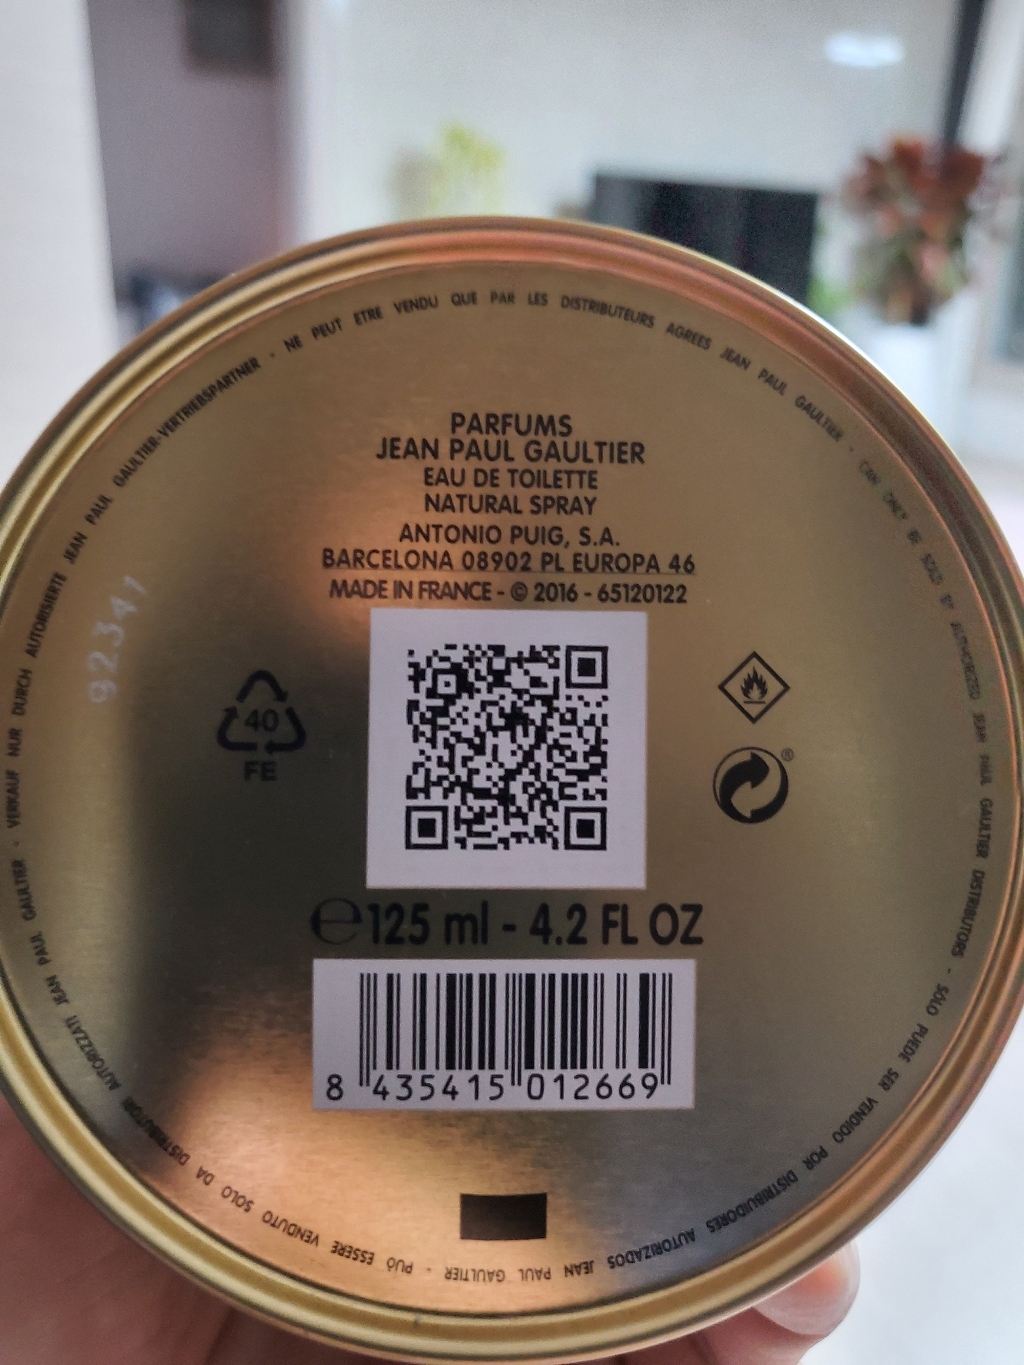 NE PEUT ETRE VENDU QUE PAR LES DISTRIBUTEURS AGREES JEAN PAUL GAULTIER - CAN ONLY BE SOLD BY AUTHORIZED JEAN PAUL GAULTIER DISTRIBUTORS - SOLO PUEDE SER VENDIDO POR DISTRIBUIDORES AUTORIZADOS JEAN PAUL GAULTIER - PUÒ ESSERE VENDUTO SOLO DA DISTRIBUTORI AUTORIZZATI JEAN PAUL GAULTIER - VERKAUF NUR DURCH AUTORISIERTE JEAN PAUL GAULTIER-VERTRIEBSPARTNER -
PARFUMS
JEAN PAUL GAULTIER
EAU DE TOILETTE
NATURAL SPRAY
ANTONIO PUIG, S.A.
BARCELONA 08902 PL EUROPA 46
MADE IN FRANCE - © 2016 - 65120122
92341
40
FE
®
℮125 ml - 4.2 FL OZ
8 435415 012669